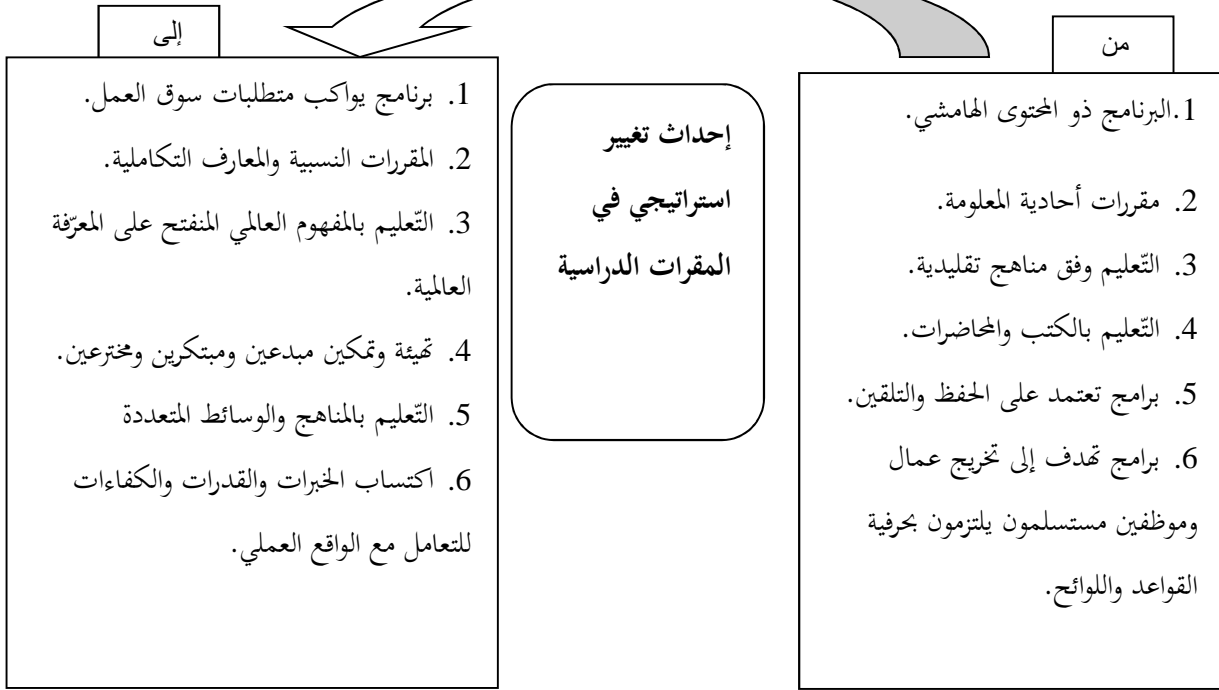 من
1.البرنامج ذو المحتوى الهامشي.
2. مقررات أحادية المعلومة.
3. التّعليم وفق مناهج تقليدية.
4. التّعليم بالكتب والمحاضرات.
5. برامج تعتمد على الحفظ والتلقين.
6. برامج تهدف إلى تخريج عمال
وموظفين مستسلمون يلتزمون بحرفية
القواعد واللوائح.
إحداث تغيير
استراتيجي في
المقرات الدراسية
إلى
1. برنامج يواكب متطلبات سوق العمل.
2. المقررات النسبية والمعارف التكاملية.
3. التّعليم بالمفهوم العالمي المنفتح على المعرّفة
العالمية.
4. تهيئة وتمكين مبدعين ومبتكرين ومخترعين.
5. التّعليم بالمناهج والوسائط المتعددة
6. اكتساب الخبرات والقدرات والكفاءات
للتعامل مع الواقع العملي.